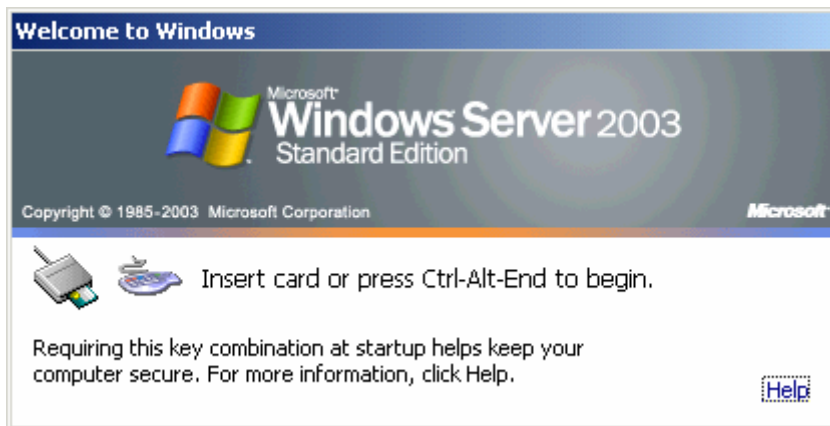 Welcome to Windows
Microsoft
Windows Server 2003
Standard Edition
Copyright © 1985-2003 Microsoft Corporation
Microsoft
Insert card or press Ctrl-Alt-End to begin.
Requiring this key combination at startup helps keep your
computer secure. For more information, click Help.
Help